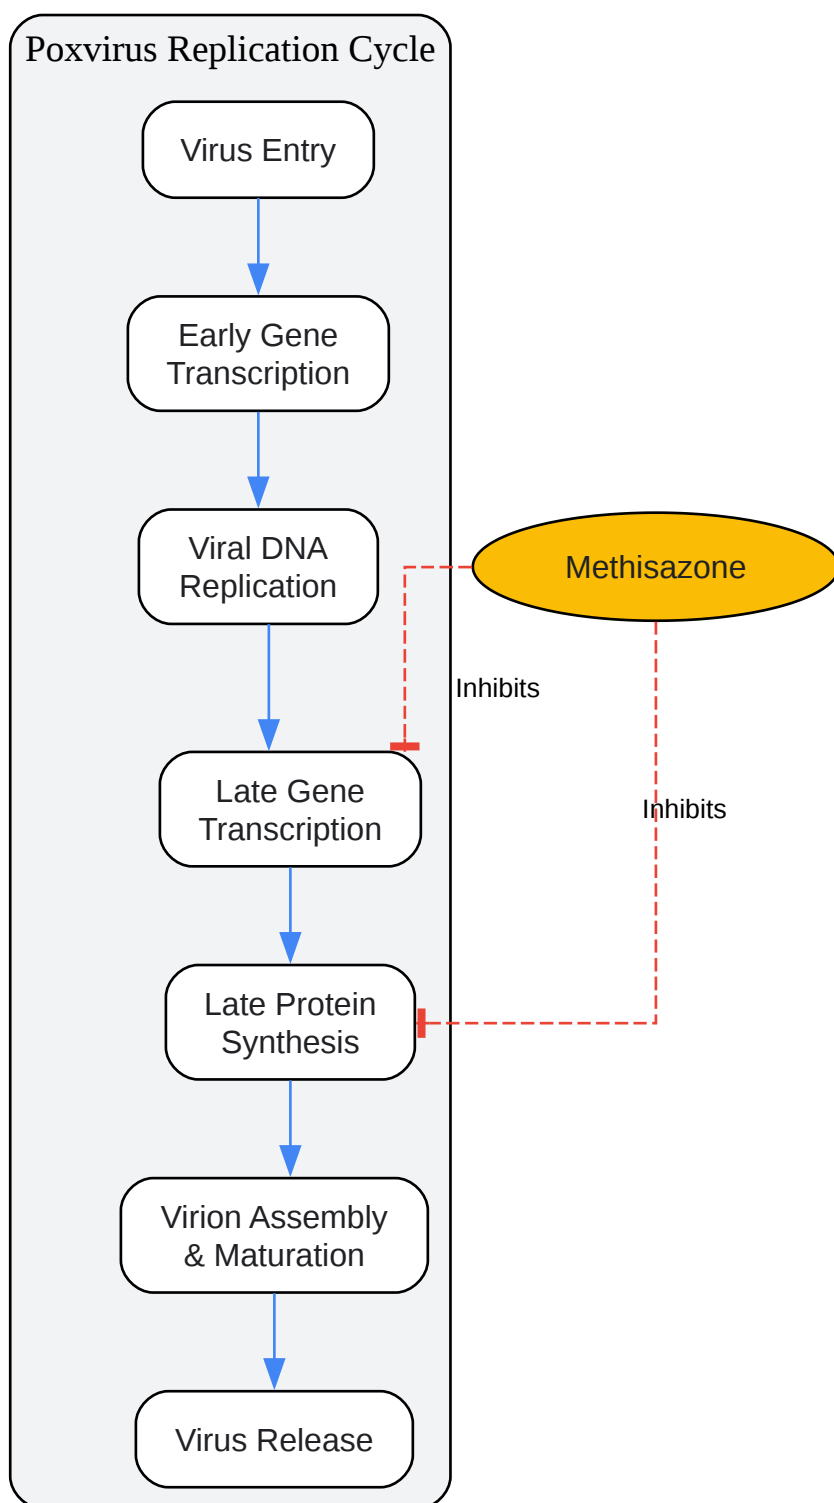 Poxvirus Replication Cycle
Virus Entry
Early Gene
Transcription
Viral DNA
Replication
Methisazone
Inhibits
Late Gene
Transcription
Inhibits
Late Protein
Synthesis
Virion Assembly
& Maturation
Virus Release